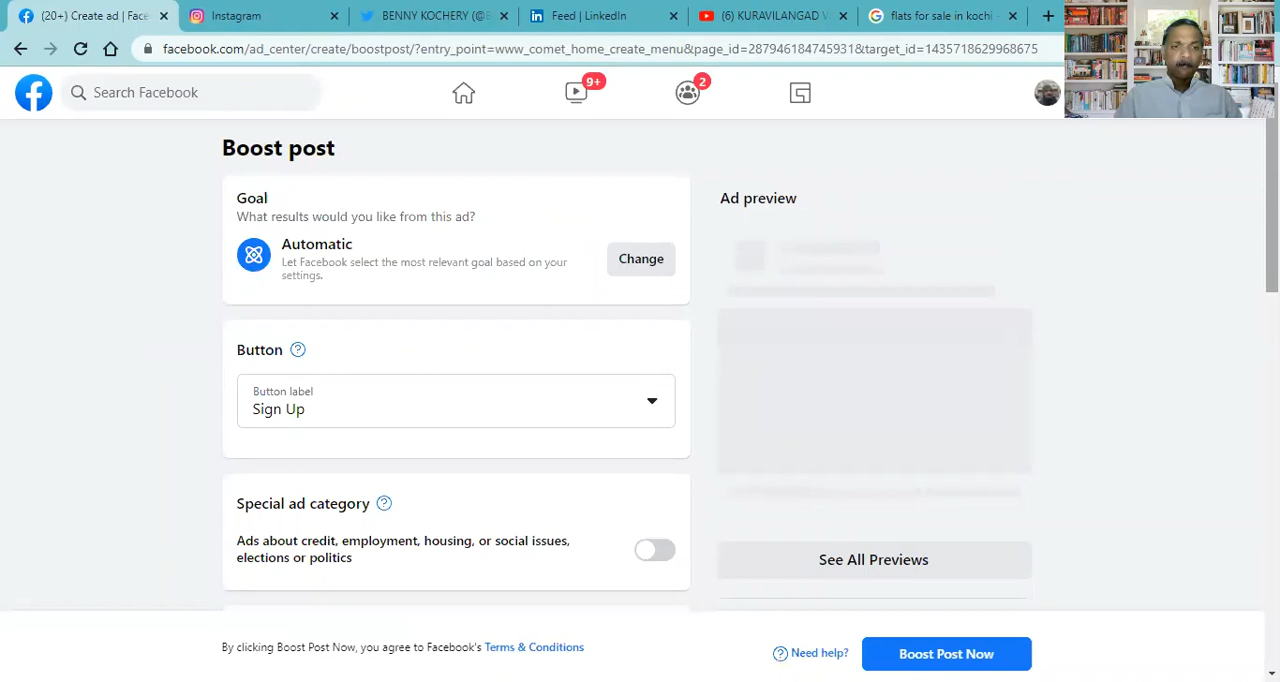 (20+) Create ad | Face
Instagram
BENNY KOCHERY (@B
Feed | LinkedIn
(6) KURAVILANGAD V
flats for sale in kochi -
facebook.com/ad_center/create/boostpost/?entry_point=www_comet_home_create_menu&page_id=287946184745931&target_id=1435718629968675
Search Facebook
9+
2
Boost post
Goal
What results would you like from this ad?
Automatic
Let Facebook select the most relevant goal based on your
settings.
Change
Ad preview
Button
Button label
Sign Up
Special ad category
Ads about credit, employment, housing, or social issues,
elections or politics
See All Previews
By clicking Boost Post Now, you agree to Facebook's Terms & Conditions
Need help?
Boost Post Now